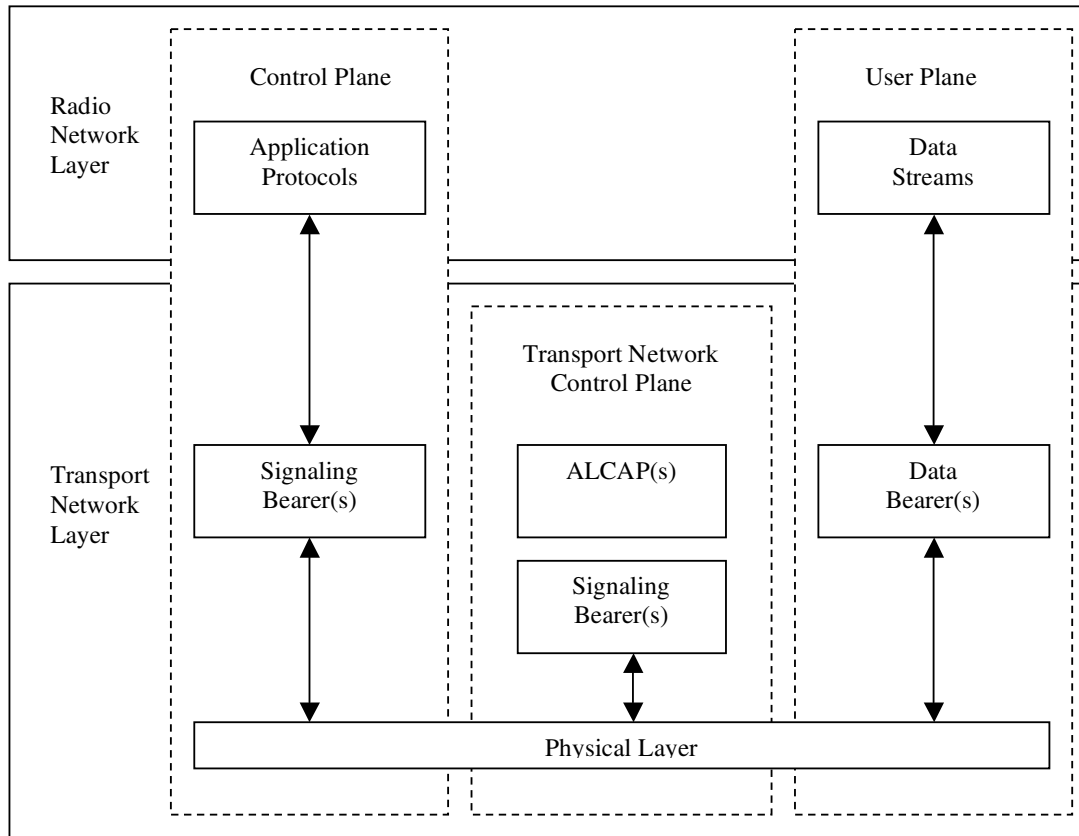 Control Plane
User Plane
Radio
Network
Layer
Application
Protocols
Data
Streams
Transport Network
Control Plane
Transport
Network
Layer
Signaling
Bearer(s)
ALCAP(s)
Data
Bearer(s)
Signaling
Bearer(s)
Physical Layer